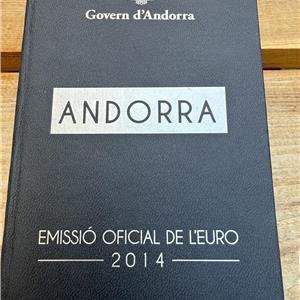 Govern d'Andorra
ANDORRA
EMISSIÓ OFICIAL DE L'EURO
2014